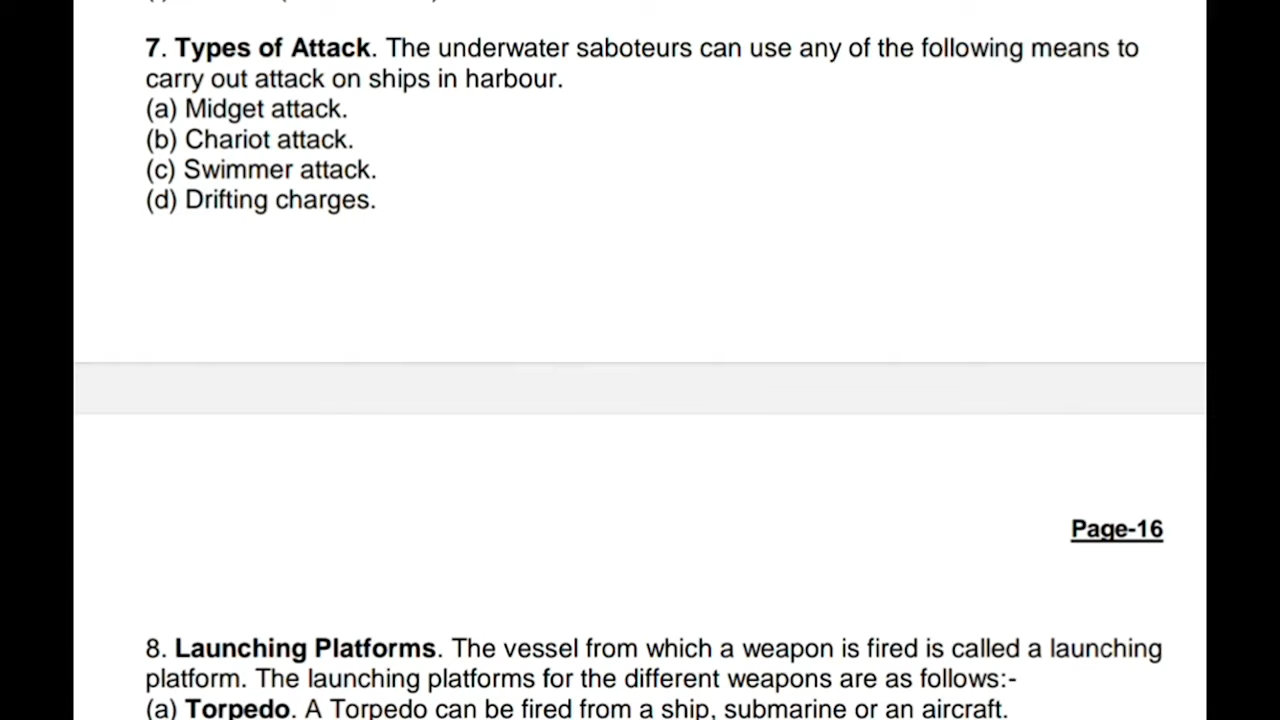 7. Types of Attack. The underwater saboteurs can use any of the following means to
carry out attack on ships in harbour.
(a) Midget attack.
(b) Chariot attack.
(c) Swimmer attack.
(d) Drifting charges.
Page-16
8. Launching Platforms. The vessel from which a weapon is fired is called a launching
platform. The launching platforms for the different weapons are as follows:-
(a) Torpedo. A Torpedo can be fired from a ship, submarine or an aircraft.